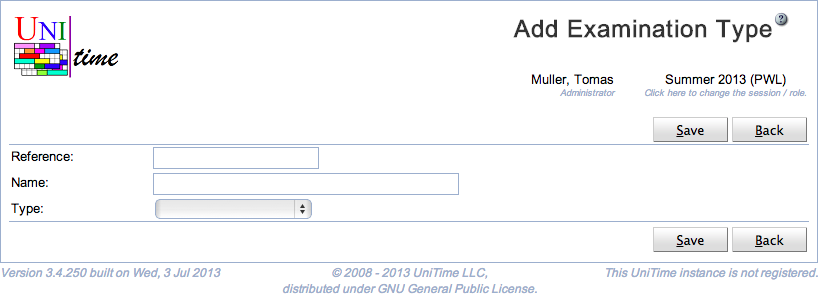 UNI
time
Add Examination Type ?
Muller, Tomas Summer 2013 (PWL)
Administrator Click here to change the session / role.
Save Back
Reference:
Name:
Type:
Save Back
Version 3.4.250 built on Wed, 3 Jul 2013 © 2008 - 2013 UniTime LLC, This UniTime instance is not registered.
distributed under GNU General Public License.